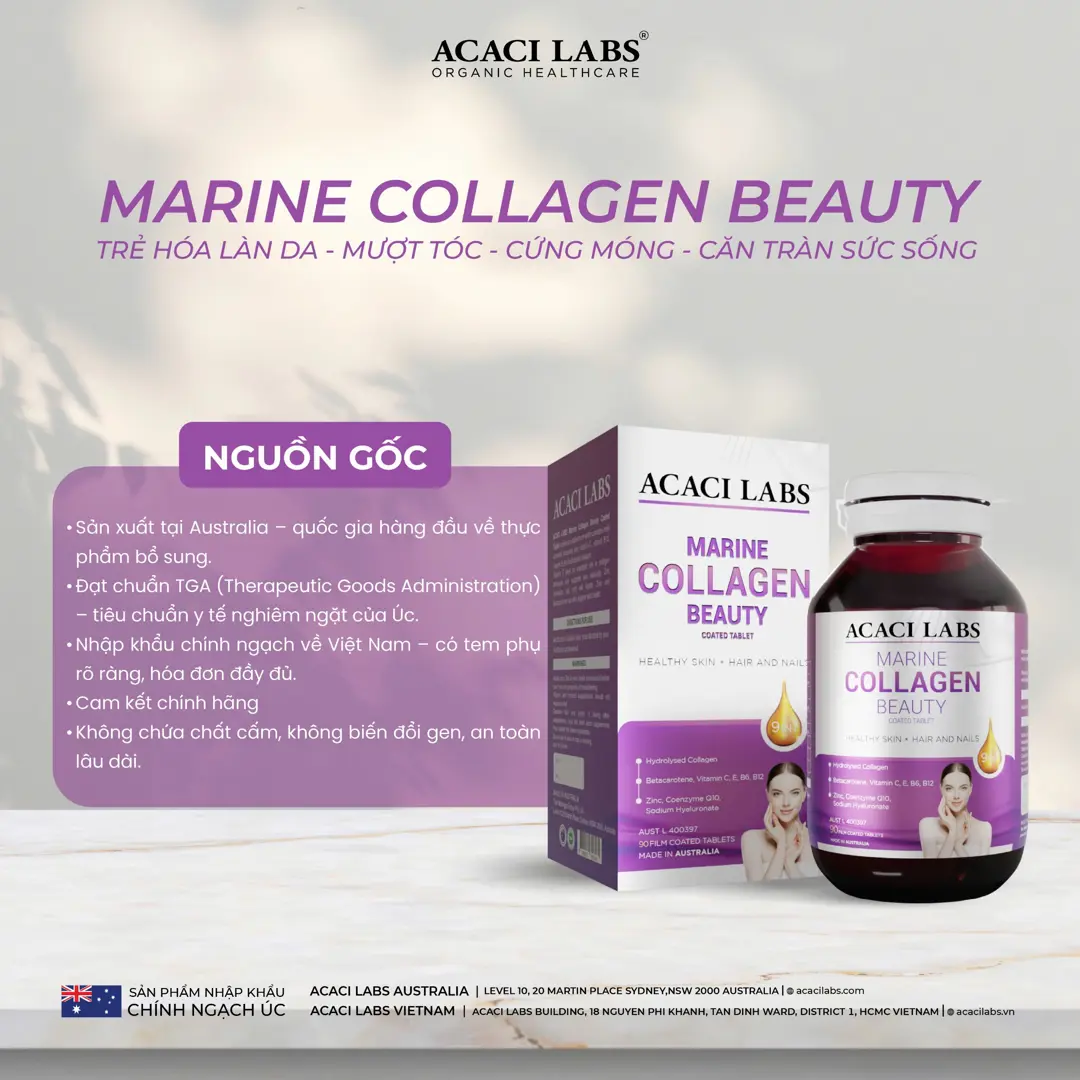 ACACI LABS®
ORGANIC HEALTHCARE
MARINE COLLAGEN BEAUTY
TRẺ HÓA LÀN DA - MƯỢT TÓC - CỨNG MÓNG - CĂN TRÀN SỨC SỐNG
NGUỒN GỐC
• Sản xuất tại Australia – quốc gia hàng đầu về thực
phẩm bổ sung.
• Đạt chuẩn TGA (Therapeutic Goods Administration)
– tiêu chuẩn y tế nghiêm ngặt của Úc.
• Nhập khẩu chính ngạch về Việt Nam – có tem phụ
rõ ràng, hóa đơn đầy đủ.
• Cam kết chính hãng
• Không chứa chất cấm, không biến đổi gen, an toàn
lâu dài.
ACACI LABS
ACACI LABS
MARINE
COLLAGEN
BEAUTY
COATED TABLET
HEALTHY SKIN + HAIR AND NAILS
Hydrolysed Collagen
Betacarotene, Vitamin C, E, B6, B12
Zinc, Coenzyme Q10,
Sodium Hyaluronate
AUST L 400397
90 FILM COATED TABLETS
MADE IN AUSTRALIA
ACACI LABS
MARINE
COLLAGEN
BEAUTY
COATED TABLET
HEALTHY SKIN + HAIR AND NAILS
Hydrolysed Collagen
Betacarotene, Vitamin C, E, B6, B12
Zinc, Coenzyme Q10,
Sodium Hyaluronate
AUST L 400397
90 FILM COATED TABLETS
MADE IN AUSTRALIA
SẢN PHẨM NHẬP KHẨU
CHÍNH NGẠCH ÚC
ACACI LABS AUSTRALIA | LEVEL 10, 20 MARTIN PLACE SYDNEY,NSW 2000 AUSTRALIA | acacilabs.com
ACACI LABS VIETNAM | ACACI LABS BUILDING, 18 NGUYEN PHI KHANH, TAN DINH WARD, DISTRICT 1, HCMC VIETNAM | acacilabs.vn